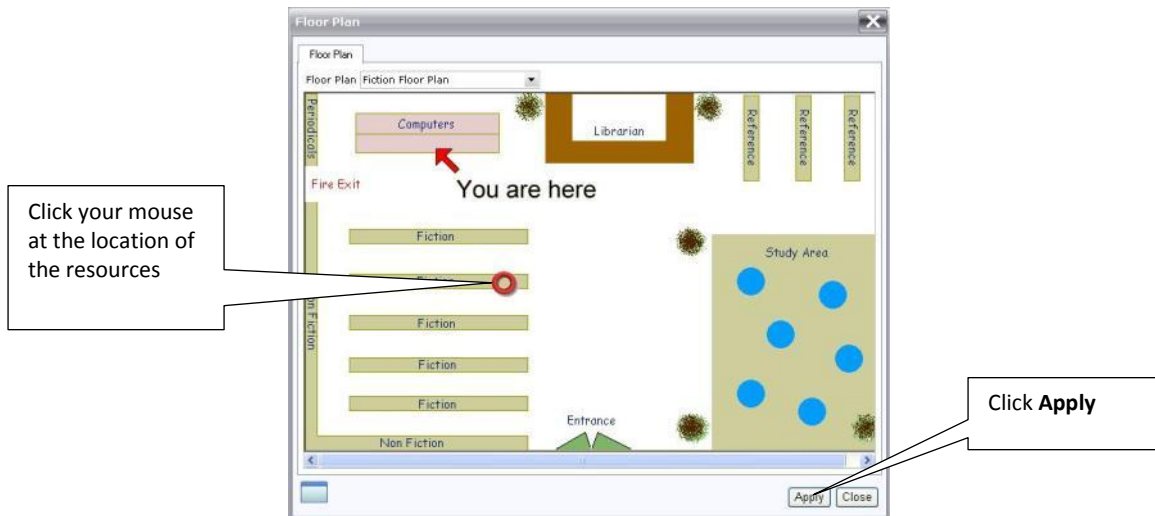 Floor Plan
Floor Plan
Floor Plan Fiction Floor Plan
Periodicals
Computers
Librarian
Reference
Reference
Reference
Fire Exit
You are here
Click your mouse
at the location of
the resources
Fiction
Study Area
Fiction
Fiction
Fiction
Fiction
Fiction
Entrance
Non Fiction
Click Apply
Apply
Close